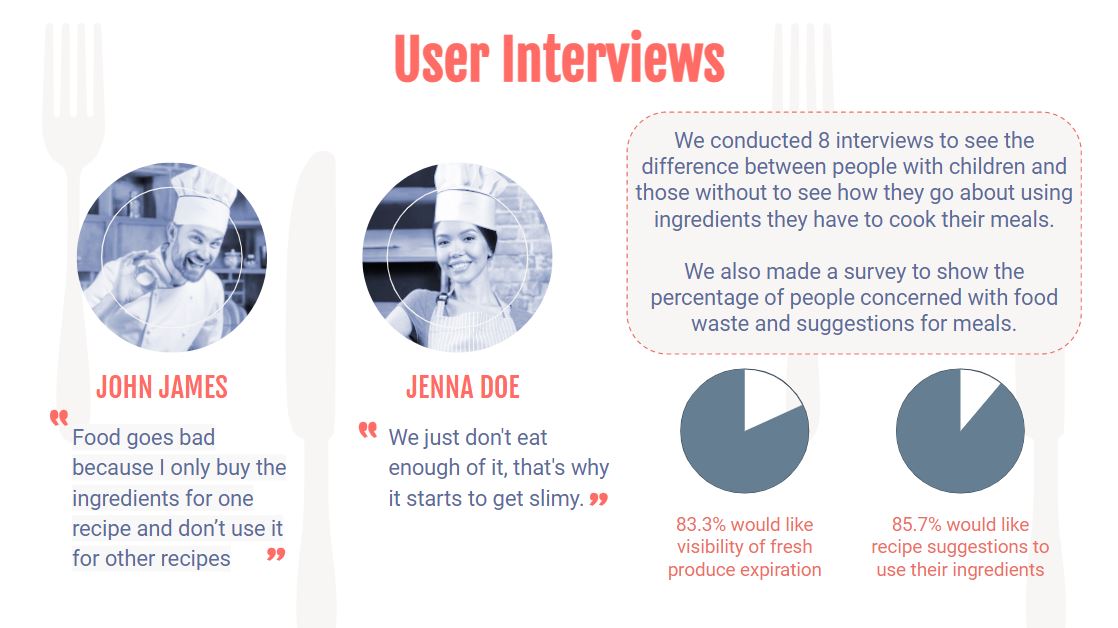 User Interviews
We conducted 8 interviews to see the
difference between people with children and
those without to see how they go about using
ingredients they have to cook their meals.
We also made a survey to show the
percentage of people concerned with food
waste and suggestions for meals.
JOHN JAMES
“
Food goes bad
because I only buy the
ingredients for one
recipe and don’t use it
for other recipes ”
JENNA DOE
“ We just don't eat
enough of it, that's why
it starts to get slimy. ”
83.3% would like
visibility of fresh
produce expiration
85.7% would like
recipe suggestions to
use their ingredients